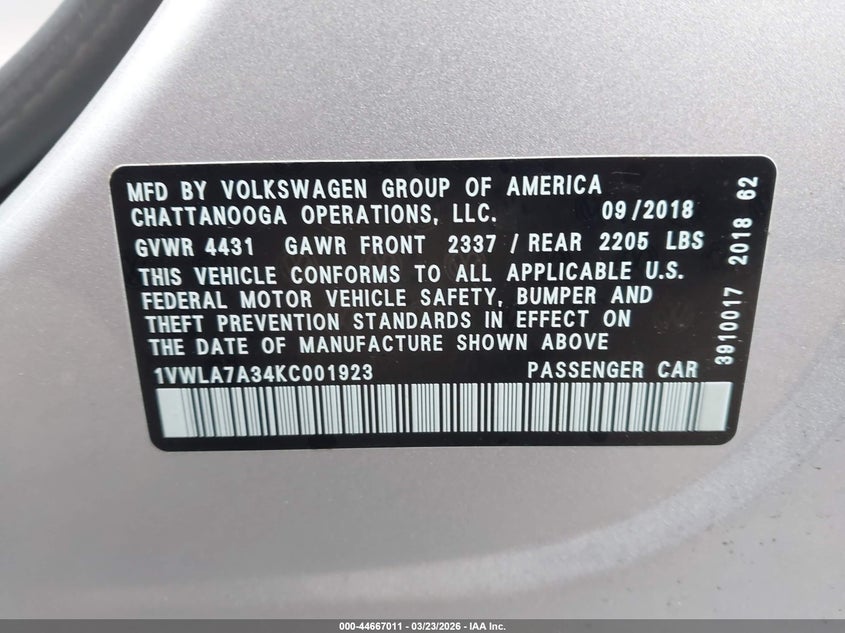 MFD BY VOLKSWAGEN GROUP OF AMERICA
CHATTANOOGA OPERATIONS, LLC. 09/2018
GVWR 4431 GAWR FRONT 2337 / REAR 2205 LBS
THIS VEHICLE CONFORMS TO ALL APPLICABLE U.S.
FEDERAL MOTOR VEHICLE SAFETY, BUMPER AND
THEFT PREVENTION STANDARDS IN EFFECT ON
THE DATE OF MANUFACTURE SHOWN ABOVE
1VWLA7A34KC001923 PASSENGER CAR
3910017 2018 62
000-44667011 - 03/23/2026 - IAA Inc.